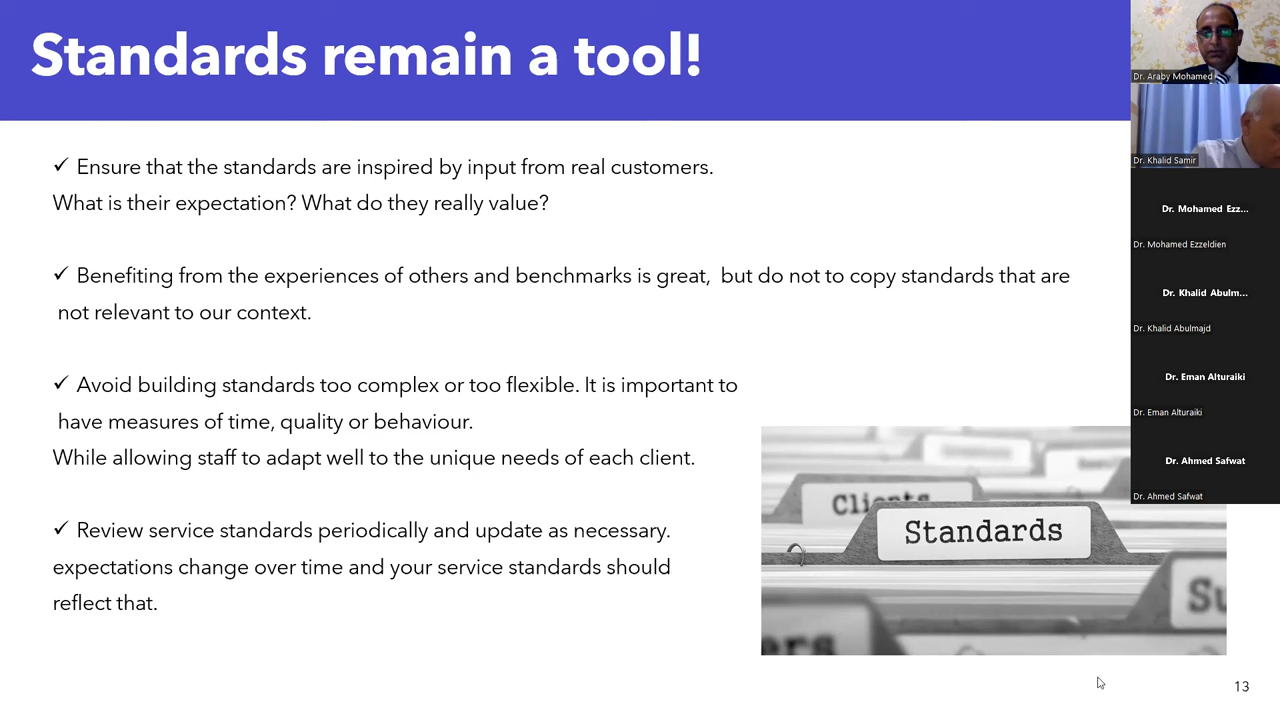 Standards remain a tool!
✓ Ensure that the standards are inspired by input from real customers.
What is their expectation? What do they really value?
✓ Benefiting from the experiences of others and benchmarks is great, but do not to copy standards that are
not relevant to our context.
✓ Avoid building standards too complex or too flexible. It is important to
have measures of time, quality or behaviour.
While allowing staff to adapt well to the unique needs of each client.
✓ Review service standards periodically and update as necessary.
expectations change over time and your service standards should
reflect that.
Clients
Standards
13
Dr. Araby Mohamed
Dr. Khalid Samir
Dr. Mohamed Ezz...
Dr. Mohamed Ezzeldien
Dr. Khalid Abulm...
Dr. Khalid Abulmajd
Dr. Eman Alturaiki
Dr. Eman Alturaiki
Dr. Ahmed Safwat
Dr. Ahmed Safwat